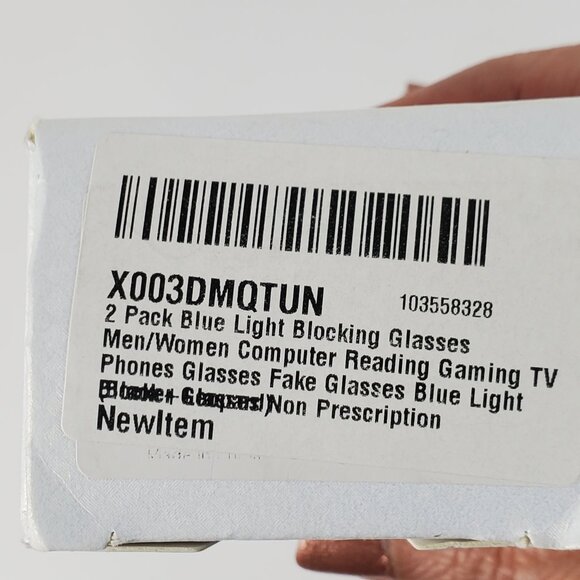 X003DMQTUN 103558328
2 Pack Blue Light Blocking Glasses
Men/Women Computer Reading Gaming TV
Phones Glasses Fake Glasses Blue Light
Non Prescription
NewItem